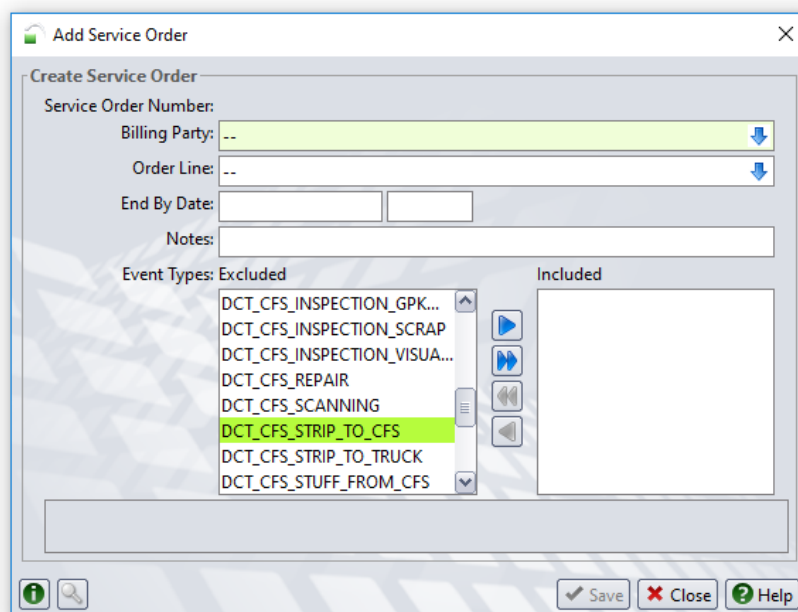 Add Service Order
Create Service Order
Service Order Number:
Billing Party: --
Order Line: --
End By Date:
Notes:
Event Types: Excluded Included
DCT_CFS_INSPECTION_GPK...
DCT_CFS_INSPECTION_SCRAP
DCT_CFS_INSPECTION_VISUA...
DCT_CFS_REPAIR
DCT_CFS_SCANNING
DCT_CFS_STRIP_TO_CFS
DCT_CFS_STRIP_TO_TRUCK
DCT_CFS_STUFF_FROM_CFS
Save Close Help